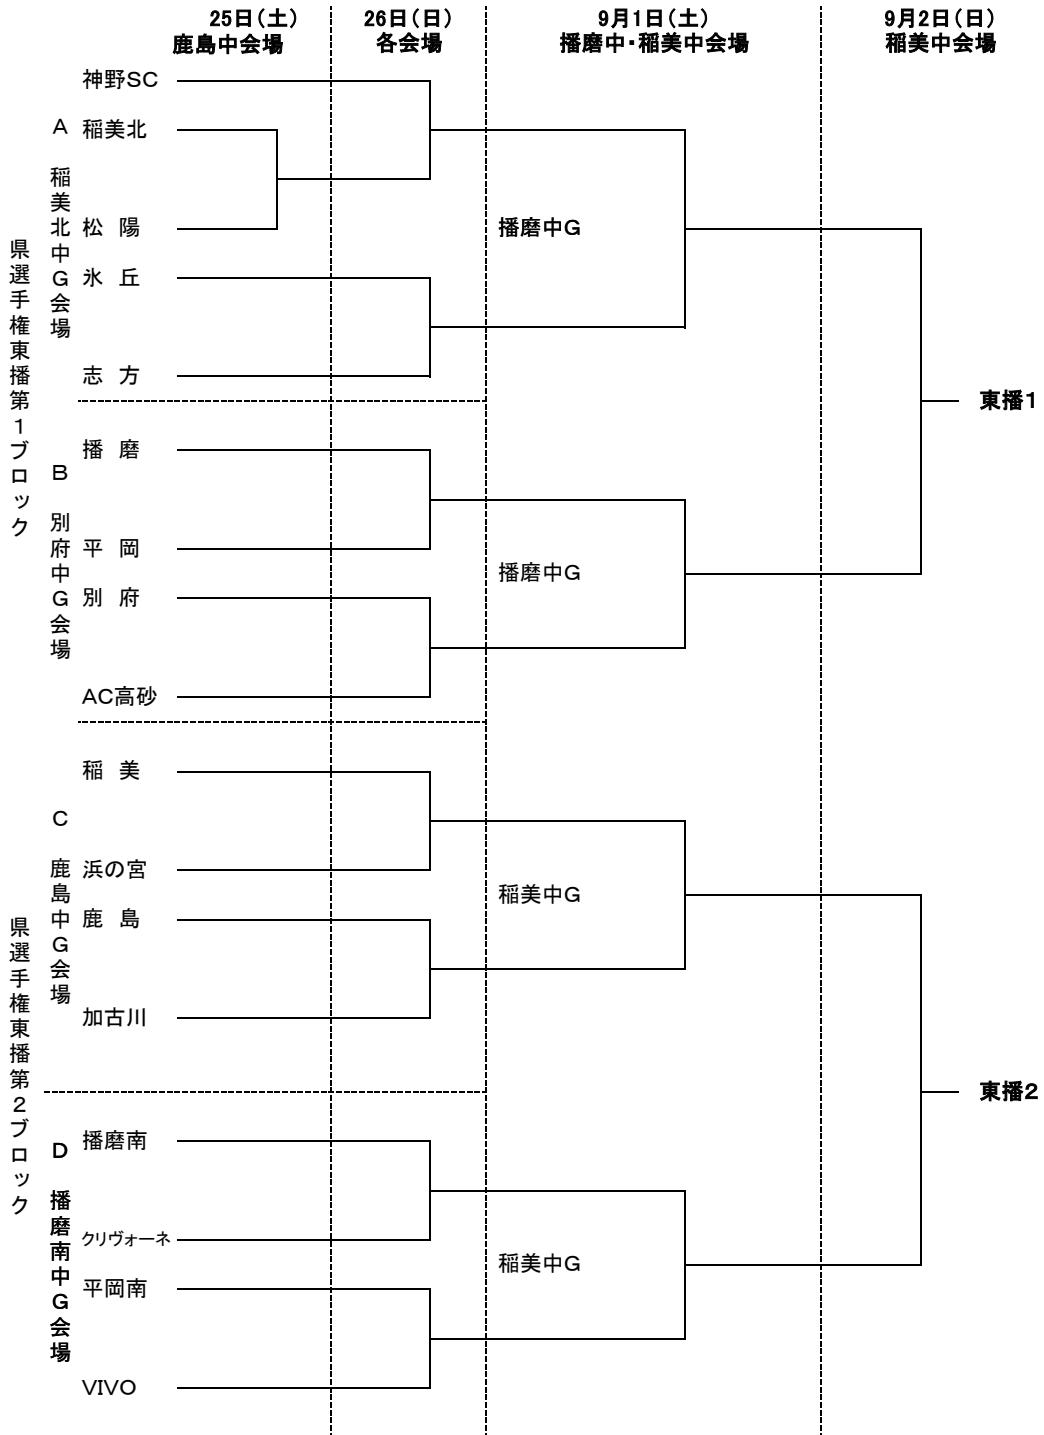 25日（土）
鹿島中会場
26日（日）
各会場
9月1日（土）
播磨中・稲美中会場
9月2日（日）
稲美中会場
県選手権東播第１ブロック
A 稲美北中G会場
神野SC
稲美北
松 陽
氷 丘
志 方
播磨中G
B 別府中G会場
播 磨
平 岡
別 府
AC高砂
播磨中G
東播1
県選手権東播第２ブロック
C 鹿島中G会場
稲 美
浜の宮
鹿 島
加古川
稲美中G
D 播磨南中G会場
播磨南
クリヴォーネ
平岡南
VIVO
稲美中G
東播2